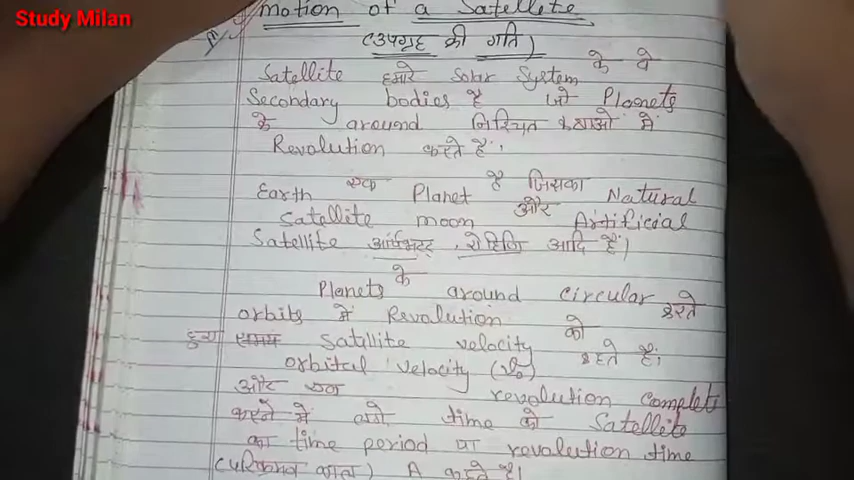 Study Milan
motion of a Satellete
(उपग्रह की गति)
Satellite हमारे Solar System के वे
Secondary bodies है जो Planets
के around निश्चित कक्षाओ में
Revolution करते हैं।
Earth एक Planet है जिसका Natural
Satellite moon और Artificial
Satellite आर्यभट्ट, रोहिणि आदि हैं।
Planets के around circular करते
orbits में Revolution को
हुए समय Satellite velocity कहते हैं।
orbital velocity (v₀)
और एक revolution complete
करने में लगे time को Satellite
का time period या revolution time
काल) A कहते है।